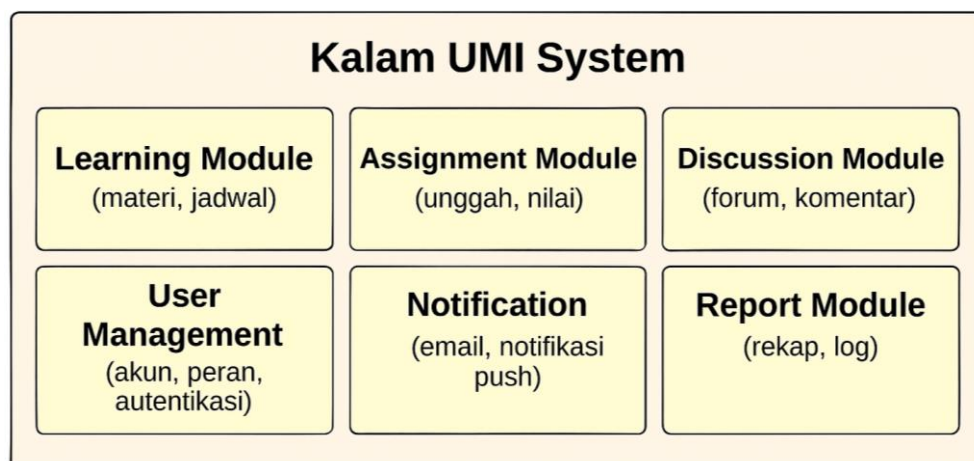 Kalam UMI System
Learning Module
(materi, jadwal)
Assignment Module
(unggah, nilai)
Discussion Module
(forum, komentar)
User
Management
(akun, peran,
autentikasi)
Notification
(email, notifikasi
push)
Report Module
(rekap, log)